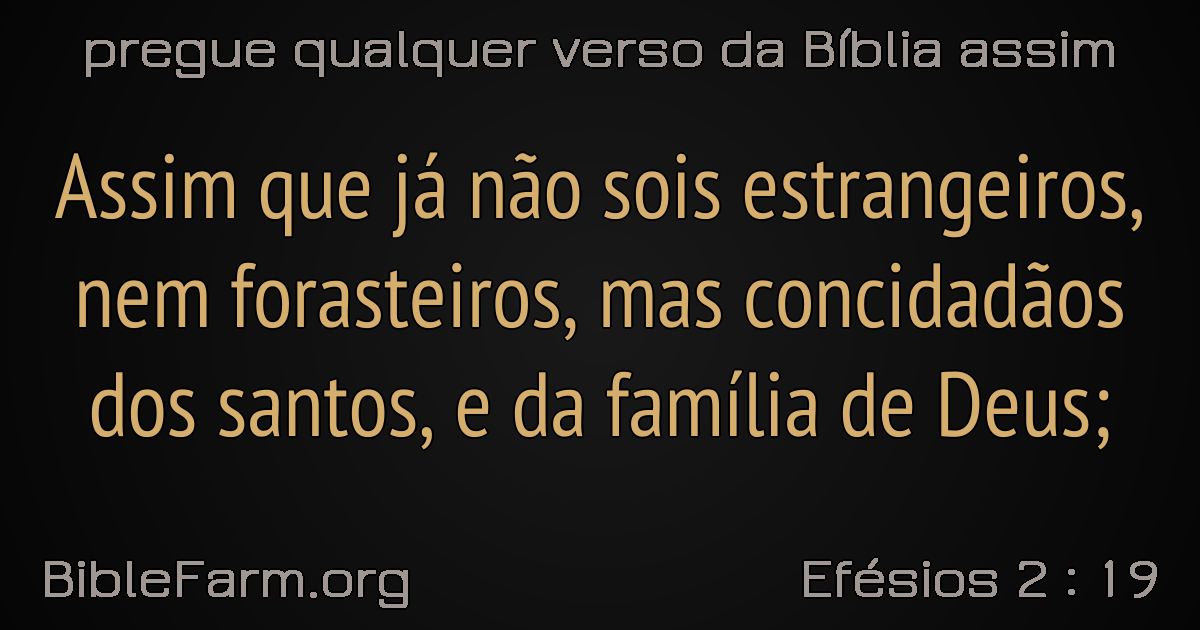 pregue qualquer verso da Bíblia assim
Assim que já não sois estrangeiros,
nem forasteiros, mas concidadãos
dos santos, e da família de Deus;
BibleFarm.org
Efésios 2 : 19